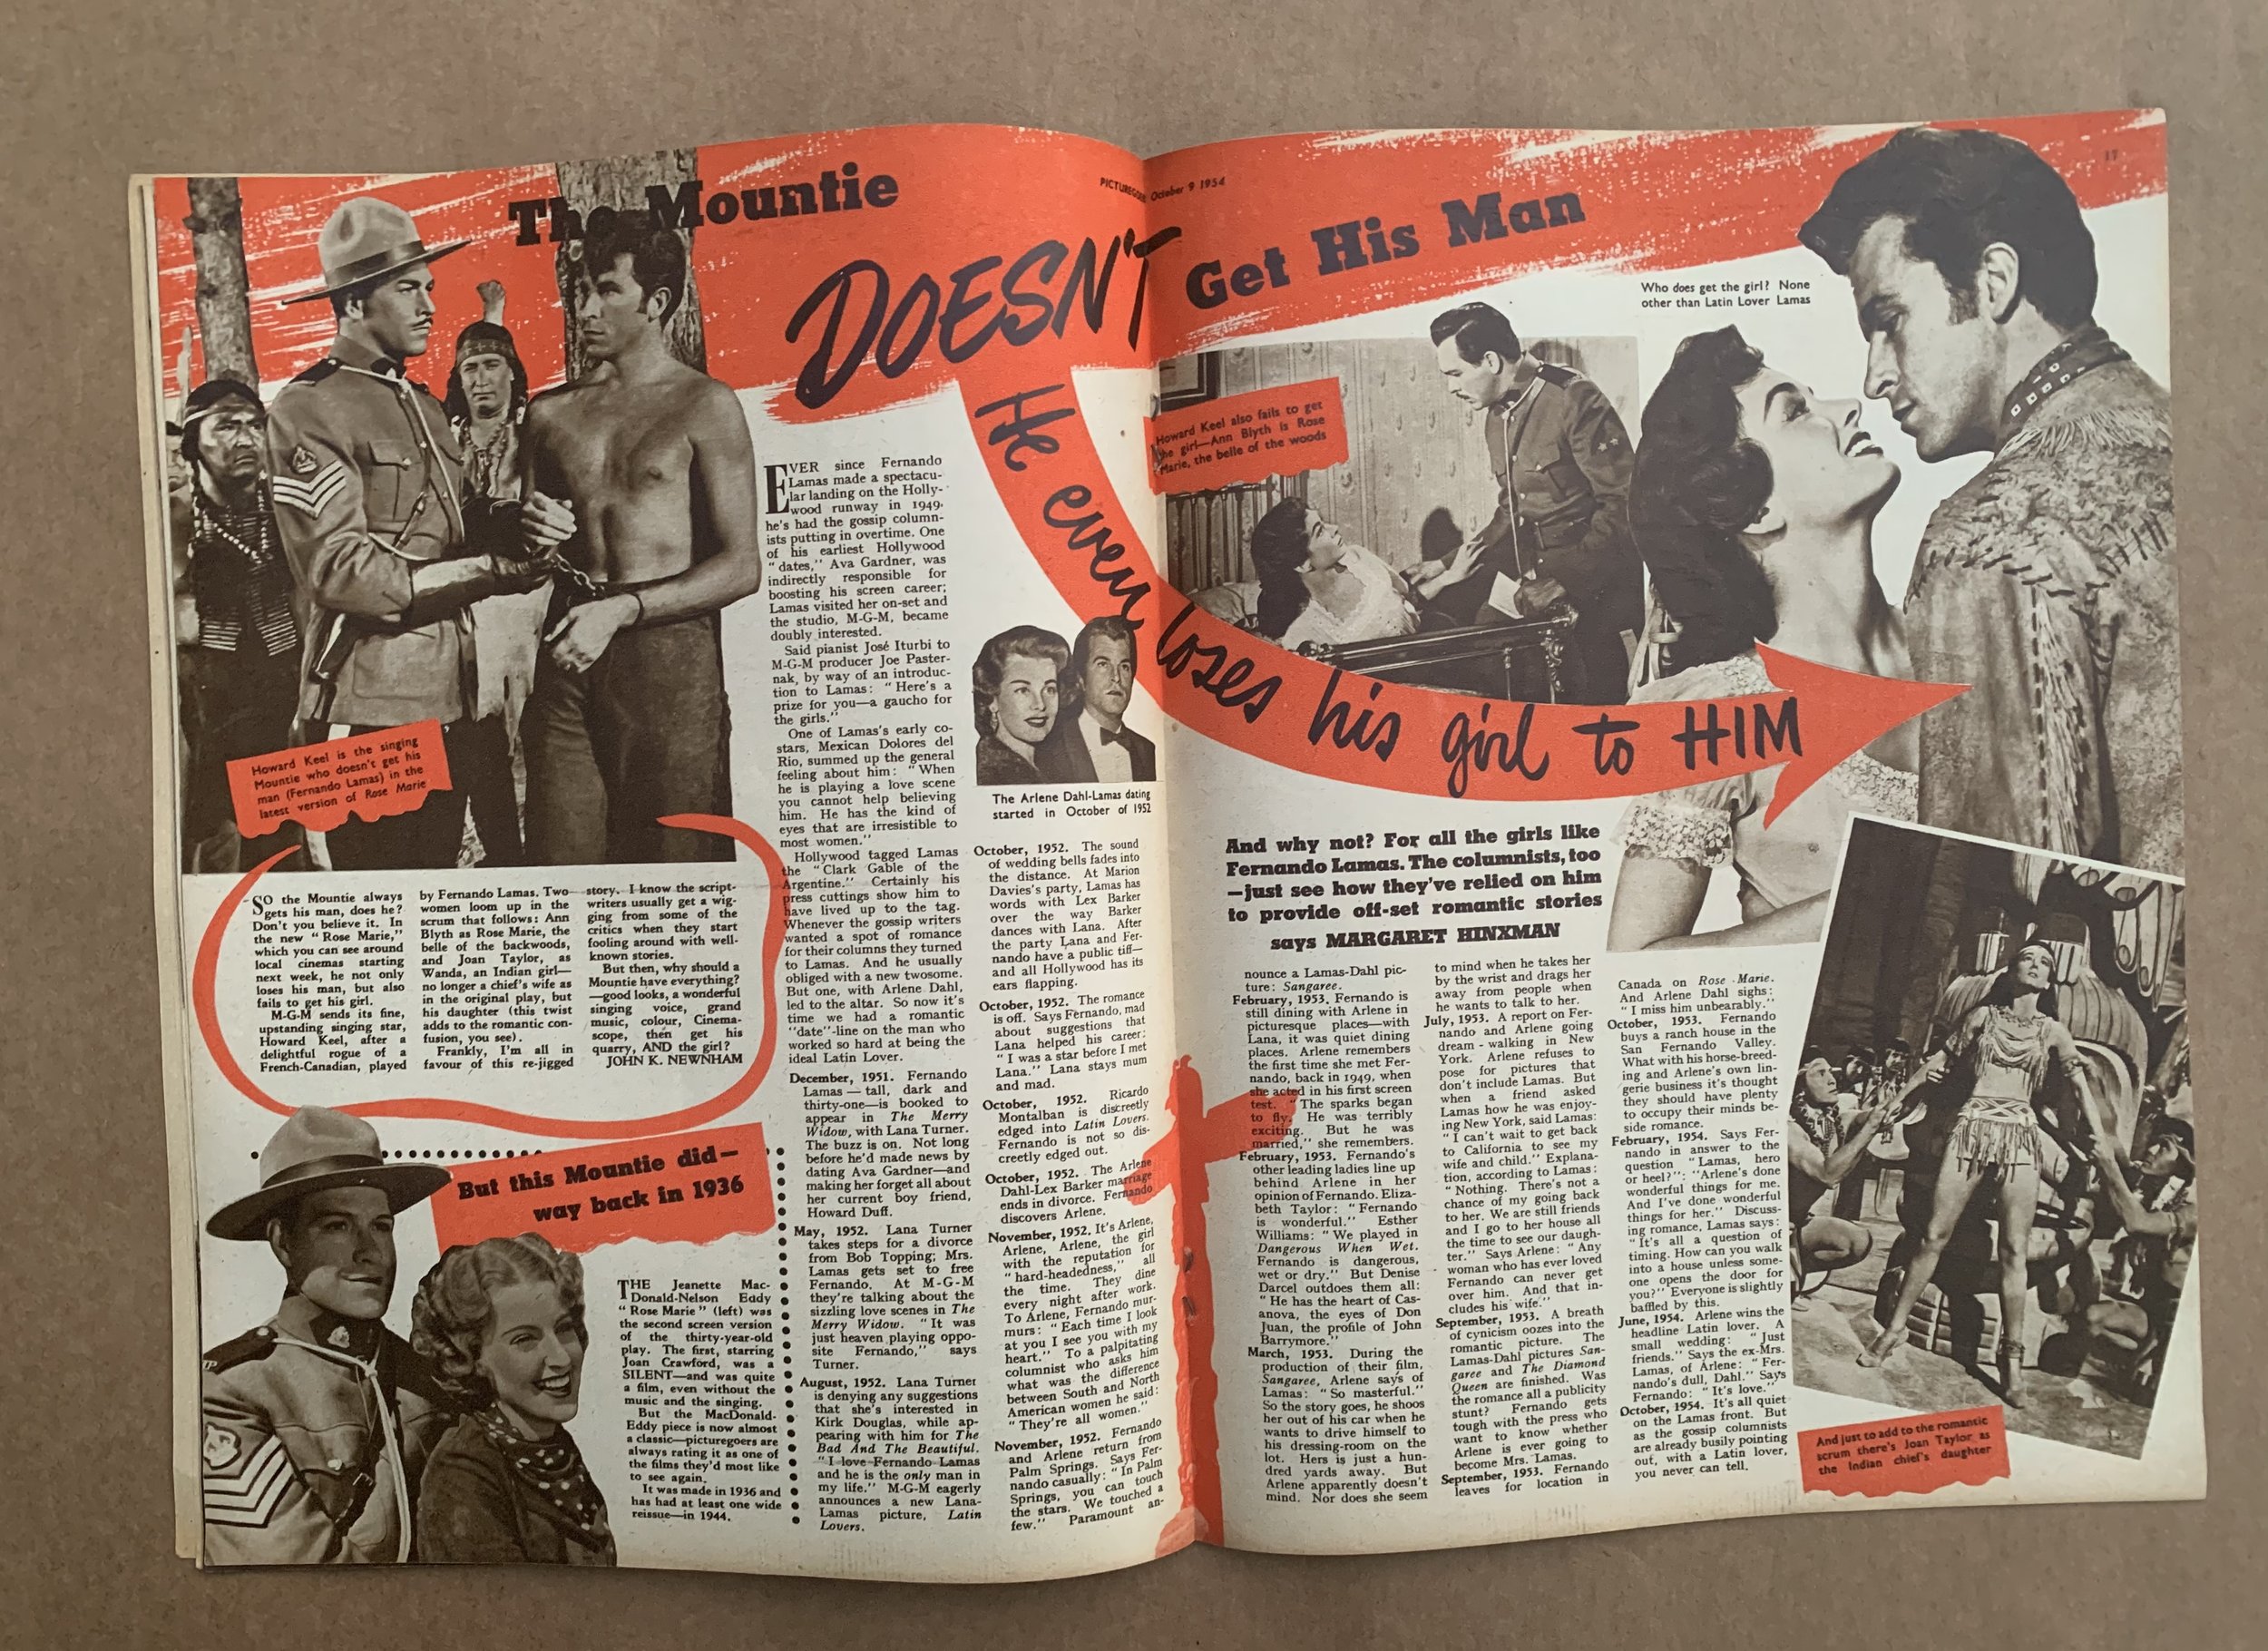 The Mountie
DOESN'T
Get His Man
PICTUREGOER October 9 1954
17
He even loses his girl to HIM
Howard Keel is the singing
Mountie who doesn't get his
man (Fernando Lamas) in the
latest version of Rose Marie
SO the Mountie always
gets his man, does he?
Don't you believe it. In
the new "Rose Marie,"
which you can see around
local cinemas starting
next week, he not only
loses his man, but also
fails to get his girl.
M-G-M sends its fine,
upstanding singing star,
Howard Keel, after a
delightful rogue of a
French-Canadian, played
by Fernando Lamas. Two
women loom up in the
scrum that follows: Ann
Blyth as Rose Marie, the
belle of the backwoods,
and Joan Taylor, as
Wanda, an Indian girl—
no longer a chief's wife as
in the original play, but
his daughter (this twist
adds to the romantic con-
fusion, you see).
Frankly, I'm all in
favour of this re-jigged
story. I know the script-
writers usually get a wig-
ging from some of the
critics when they start
fooling around with well-
known stories.
But then, why should a
Mountie have everything?
—good looks, a wonderful
singing voice, grand
music, colour, Cinema-
scope, then get his
quarry, AND the girl?
JOHN K. NEWNHAM
But this Mountie did—
way back in 1936
THE Jeanette Mac-
Donald-Nelson Eddy
"Rose Marie" (left) was
the second screen version
of the thirty-year-old
play. The first, starring
Joan Crawford, was a
SILENT—and was quite
a film, even without the
music and the singing.
But the MacDonald-
Eddy piece is now almost
a classic—picturegoers are
always rating it as one of
the films they'd most like
to see again.
It was made in 1936 and
has had at least one wide
reissue—in 1944.
EVER since Fernando
Lamas made a spectacu-
lar landing on the Holly-
wood runway in 1949,
he's had the gossip column-
ists putting in overtime. One
of his earliest Hollywood
"dates," Ava Gardner, was
indirectly responsible for
boosting his screen career;
Lamas visited her on-set and
the studio, M-G-M, became
doubly interested.
Said pianist José Iturbi to
M-G-M producer Joe Paster-
nak, by way of an introduc-
tion to Lamas: "Here's a
prize for you—a gaucho for
the girls."
One of Lamas's early co-
stars, Mexican Dolores del
Rio, summed up the general
feeling about him: "When
he is playing a love scene
you cannot help believing
him. He has the kind of
eyes that are irresistible to
most women."
Hollywood tagged Lamas
the "Clark Gable of the
Argentine." Certainly his
press cuttings show him to
have lived up to the tag.
Whenever the gossip writers
wanted a spot of romance
for their columns they turned
to Lamas. And he usually
obliged with a new twosome.
But one, with Arlene Dahl,
led to the altar. So now it's
time we had a romantic
"date"-line on the man who
worked so hard at being the
ideal Latin Lover.
December, 1951. Fernando
Lamas—tall, dark and
thirty-one—is booked to
appear in The Merry
Widow, with Lana Turner.
The buzz is on. Not long
before he'd made news by
dating Ava Gardner—and
making her forget all about
her current boy friend,
Howard Duff.
May, 1952. Lana Turner
takes steps for a divorce
from Bob Topping; Mrs.
Lamas gets set to free
Fernando. At M-G-M
they're talking about the
sizzling love scenes in The
Merry Widow. "It was
just heaven playing oppo-
site Fernando," says
Turner.
August, 1952. Lana Turner
is denying any suggestions
that she's interested in
Kirk Douglas, while ap-
pearing with him for The
Bad And The Beautiful.
"I love Fernando Lamas
and he is the only man in
my life." M-G-M eagerly
announces a new Lana-
Lamas picture, Latin
Lovers.
The Arlene Dahl-Lamas dating
started in October of 1952
October, 1952. The sound
of wedding bells fades into
the distance. At Marion
Davies's party, Lamas has
words with Lex Barker
over the way Barker
dances with Lana. After
the party Lana and Fer-
nando have a public tiff—
and all Hollywood has its
ears flapping.
October, 1952. The romance
is off. Says Fernando, mad
about suggestions that
Lana helped his career:
"I was a star before I met
Lana." Lana stays mum
and mad.
October, 1952. Ricardo
Montalban is discreetly
edged into Latin Lovers.
Fernando is not so dis-
creetly edged out.
October, 1952. The Arlene
Dahl-Lex Barker marriage
ends in divorce. Fernando
discovers Arlene.
November, 1952. It's Arlene,
Arlene, Arlene, the girl
with the reputation for
"hard-headedness," all
the time. They dine
every night after work.
To Arlene, Fernando mur-
murs: "Each time I look
at you I see you with my
heart." To a palpitating
columnist who asks him
what was the difference
between South and North
American women he said:
"They're all women."
November, 1952. Fernando
and Arlene return from
Palm Springs. Says Fer-
nando casually: "In Palm
Springs, you can touch
the stars. We touched a
few." Paramount an-
Howard Keel also fails to get
the girl—Ann Blyth is Rose
Marie, the belle of the woods
Who does get the girl? None
other than Latin Lover Lamas
And why not? For all the girls like
Fernando Lamas. The columnists, too
—just see how they've relied on him
to provide off-set romantic stories
says MARGARET HINXMAN
nounce a Lamas-Dahl pic-
ture: Sangaree.
February, 1953. Fernando is
still dining with Arlene in
picturesque places—with
Lana, it was quiet dining
places. Arlene remembers
the first time she met Fer-
nando, back in 1949, when
she acted in his first screen
test. "The sparks began
to fly. He was terribly
exciting. But he was
married," she remembers.
February, 1953. Fernando's
other leading ladies line up
behind Arlene in her
opinion of Fernando. Eliza-
beth Taylor: "Fernando
is wonderful." Esther
Williams: "We played in
Dangerous When Wet.
Fernando is dangerous,
wet or dry." But Denise
Darcel outdoes them all:
"He has the heart of Cas-
anova, the eyes of Don
Juan, the profile of John
Barrymore."
March, 1953. During the
production of their film,
Sangaree, Arlene says of
Lamas: "So masterful."
So the story goes, he shoos
her out of his car when he
wants to drive himself to
his dressing-room on the
lot. Hers is just a hun-
dred yards away. But
Arlene apparently doesn't
mind. Nor does she seem
to mind when he takes her
by the wrist and drags her
away from people when
he wants to talk to her.
July, 1953. A report on Fer-
nando and Arlene going
dream-walking in New
York. Arlene refuses to
pose for pictures that
don't include Lamas. But
when a friend asked
Lamas how he was enjoy-
ing New York, said Lamas:
"I can't wait to get back
to California to see my
wife and child." Explana-
tion, according to Lamas:
"Nothing. There's not a
chance of my going back
to her. We are still friends
and I go to her house all
the time to see our daugh-
ter." Says Arlene: "Any
woman who has ever loved
Fernando can never get
over him. And that in-
cludes his wife."
September, 1953. A breath
of cynicism oozes into the
romantic picture. The
Lamas-Dahl pictures San-
garee and The Diamond
Queen are finished. Was
the romance all a publicity
stunt? Fernando gets
tough with the press who
want to know whether
Arlene is ever going to
become Mrs. Lamas.
September, 1953. Fernando
leaves for location in
Canada on Rose Marie.
And Arlene Dahl sighs:
"I miss him unbearably."
October, 1953. Fernando
buys a ranch house in the
San Fernando Valley.
What with his horse-breed-
ing and Arlene's own lin-
gerie business it's thought
they should have plenty
to occupy their minds be-
side romance.
February, 1954. Says Fer-
nando in answer to the
question "Lamas, hero
or heel?": "Arlene's done
wonderful things for me.
And I've done wonderful
things for her." Discuss-
ing romance, Lamas says:
"It's all a question of
timing. How can you walk
into a house unless some-
one opens the door for
you?" Everyone is slightly
baffled by this.
June, 1954. Arlene wins the
headline Latin lover. A
small wedding: "Just
friends." Says the ex-Mrs.
Lamas, of Arlene: "Fer-
nando's dull, Dahl." Says
Fernando: "It's love."
October, 1954. It's all quiet
on the Lamas front. But
as the gossip columnists
are already busily pointing
out, with a Latin lover,
you never can tell.
And just to add to the romantic
scrum there's Joan Taylor as
the Indian chief's daughter